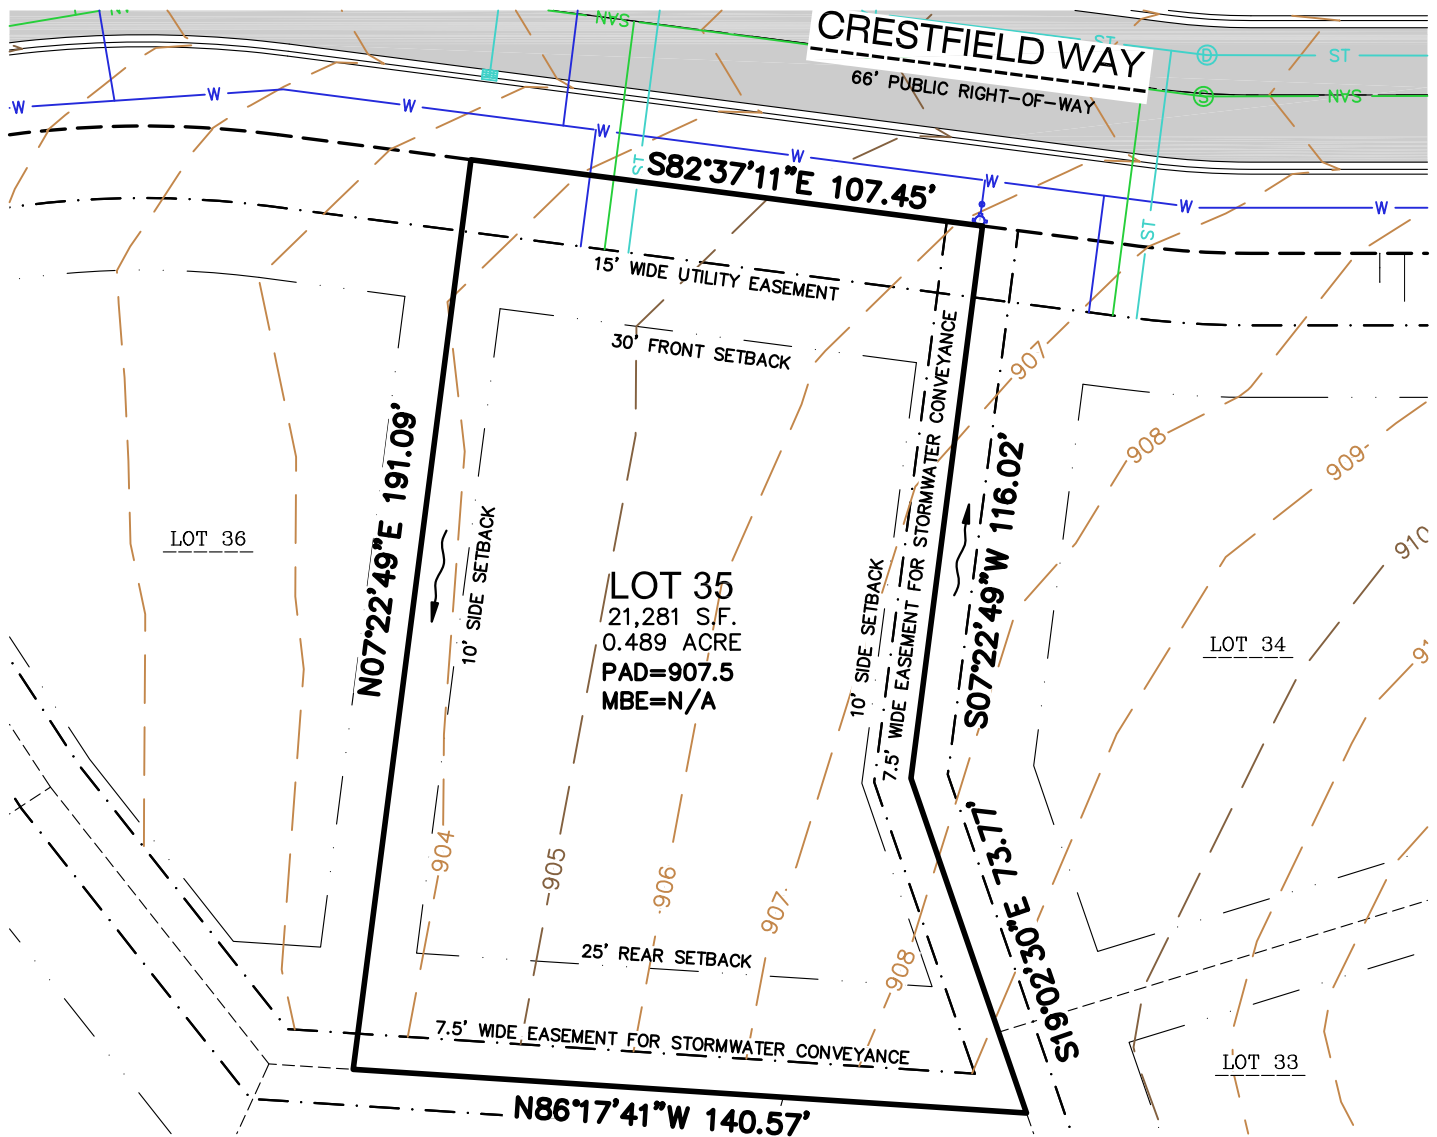 SAN
CRESTFIELD WAY
66' PUBLIC RIGHT-OF-WAY
ST
D
ST
S
SAN
W
W
W
W
W
W
W
W
ST
ST
S82°37'11"E 107.45'
15' WIDE UTILITY EASEMENT
30' FRONT SETBACK
7.5' WIDE EASEMENT FOR STORMWATER CONVEYANCE
907
908
909
910
N07°22'49"E 191.09'
10' SIDE SETBACK
S07°22'49"W 116.02'
10' SIDE SETBACK
LOT 36
LOT 35
21,281 S.F.
0.489 ACRE
PAD=907.5
MBE=N/A
LOT 34
904
905
906
907
908
S19°02'30"E 73.77'
25' REAR SETBACK
7.5' WIDE EASEMENT FOR STORMWATER CONVEYANCE
LOT 33
N86°17'41"W 140.57'